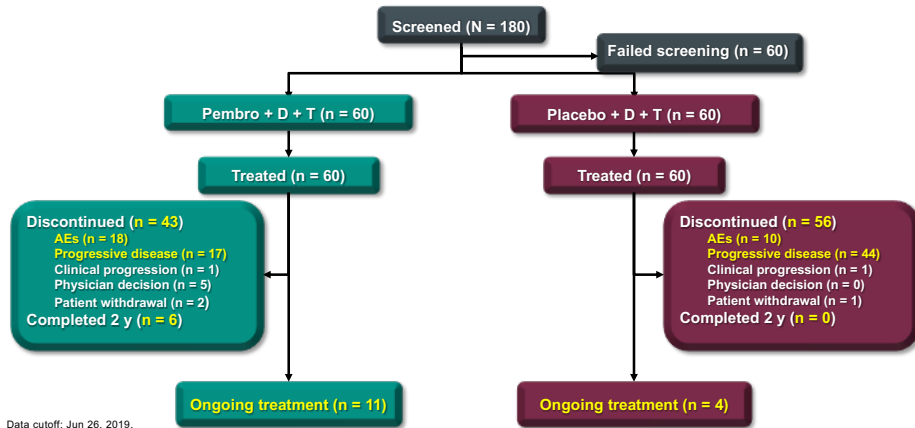 Screened (N = 180)
Failed screening (n = 60)
Pembro + D + T (n = 60)
Placebo + D + T (n = 60)
Treated (n = 60)
Treated (n = 60)
Discontinued (n = 43)
AEs (n = 18)
Progressive disease (n = 17)
Clinical progression (n = 1)
Physician decision (n = 5)
Patient withdrawal (n = 2)
Completed 2 y (n = 6)
Discontinued (n = 56)
AEs (n = 10)
Progressive disease (n = 44)
Clinical progression (n = 1)
Physician decision (n = 0)
Patient withdrawal (n = 1)
Completed 2 y (n = 0)
Ongoing treatment (n = 11)
Ongoing treatment (n = 4)
Data cutoff: Jun 26, 2019.